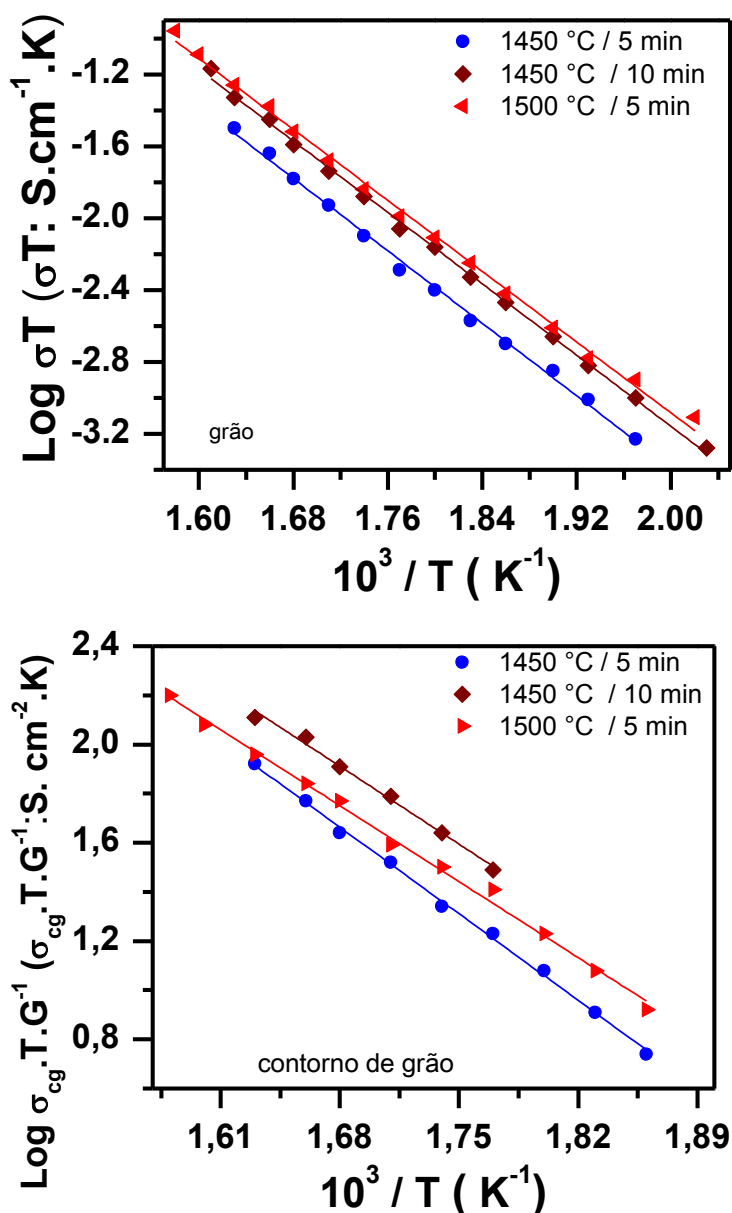 1450 °C / 5 min
1450 °C / 10 min
1500 °C / 5 min
Log σT (σT: S.cm⁻¹.K)
-1.2
-1.6
-2.0
-2.4
-2.8
-3.2
grão
1.60 1.68 1.76 1.84 1.92 2.00
10³ / T ( K⁻¹)
1450 °C / 5 min
1450 °C / 10 min
1500 °C / 5 min
Log σcg.T.G⁻¹ (σcg.T.G⁻¹:S. cm⁻².K)
2,4
2,0
1,6
1,2
0,8
contorno de grão
1,61 1,68 1,75 1,82 1,89
10³ / T ( K⁻¹)